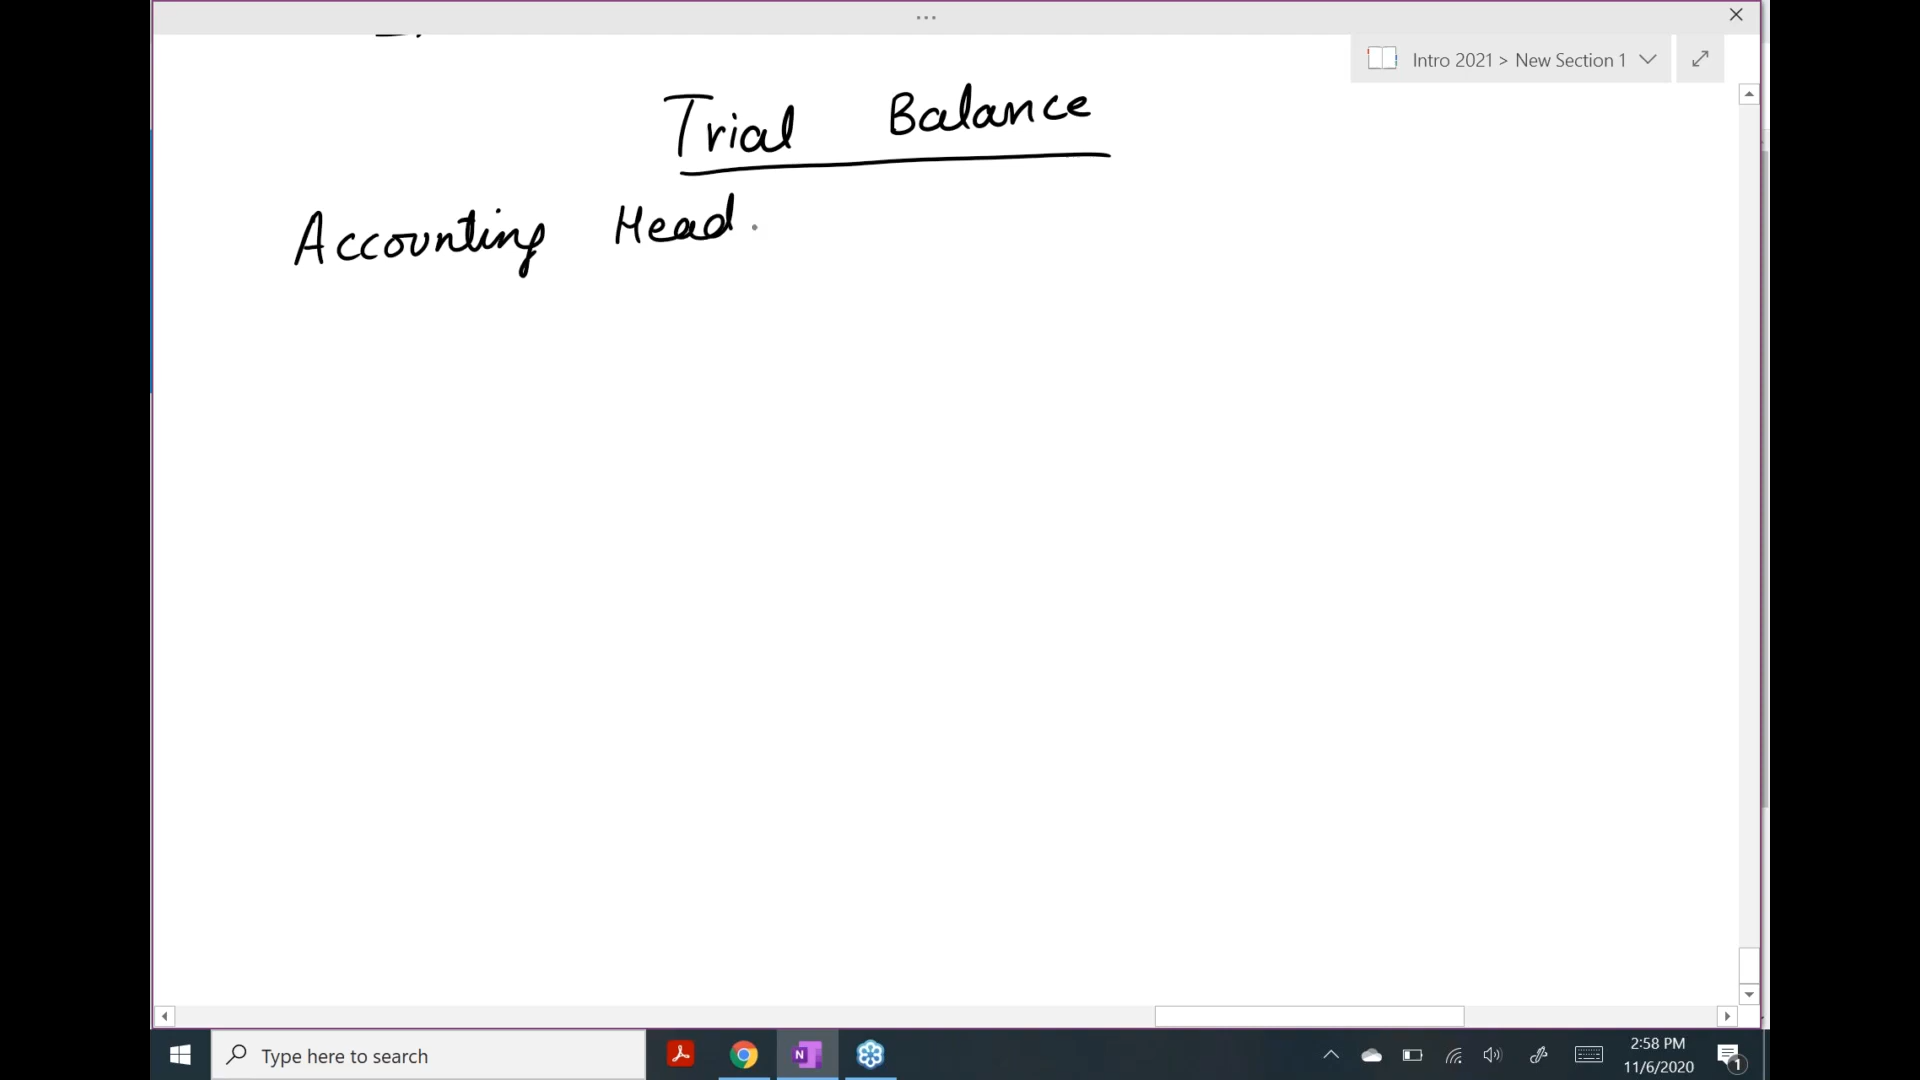 Intro 2021 > New Section 1
Trial Balance
Accounting Head.
Type here to search
2:58 PM
11/6/2020
1